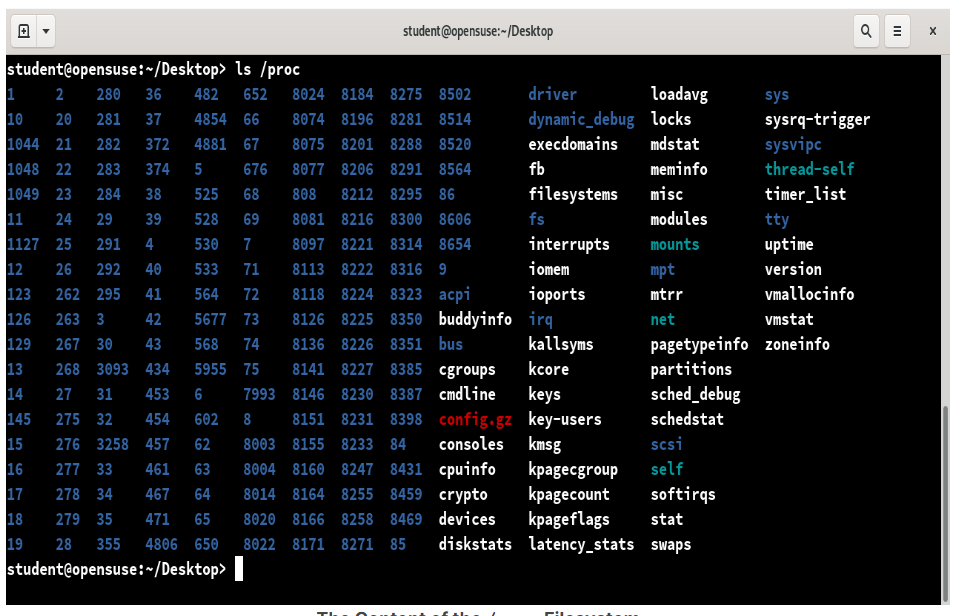 student@opensuse:~/Desktop
x
student@opensuse:~/Desktop> ls /proc
1 2 280 36 482 652 8024 8184 8275 8502 driver loadavg sys
10 20 281 37 4854 66 8074 8196 8281 8514 dynamic_debug locks sysrq-trigger
1044 21 282 372 4881 67 8075 8201 8288 8520 execdomains mdstat sysvipc
1048 22 283 374 5 676 8077 8206 8291 8564 fb meminfo thread-self
1049 23 284 38 525 68 808 8212 8295 86 filesystems misc timer_list
11 24 29 39 528 69 8081 8216 8300 8606 fs modules tty
1127 25 291 4 530 7 8097 8221 8314 8654 interrupts mounts uptime
12 26 292 40 533 71 8113 8222 8316 9 iomem mpt version
123 262 295 41 564 72 8118 8224 8323 acpi ioports mtrr vmallocinfo
126 263 3 42 5677 73 8126 8225 8350 buddyinfo irq net vmstat
129 267 30 43 568 74 8136 8226 8351 bus kallsyms pagetypeinfo zoneinfo
13 268 3093 434 5955 75 8141 8227 8385 cgroups kcore partitions
14 27 31 453 6 7993 8146 8230 8387 cmdline keys sched_debug
145 275 32 454 602 8 8151 8231 8398 config.gz key-users schedstat
15 276 3258 457 62 8003 8155 8233 84 consoles kmsg scsi
16 277 33 461 63 8004 8160 8247 8431 cpuinfo kpagecgroup self
17 278 34 467 64 8014 8164 8255 8459 crypto kpagecount softirqs
18 279 35 471 65 8020 8166 8258 8469 devices kpageflags stat
19 28 355 4806 650 8022 8171 8271 85 diskstats latency_stats swaps
student@opensuse:~/Desktop>
The Content of the Filesystem